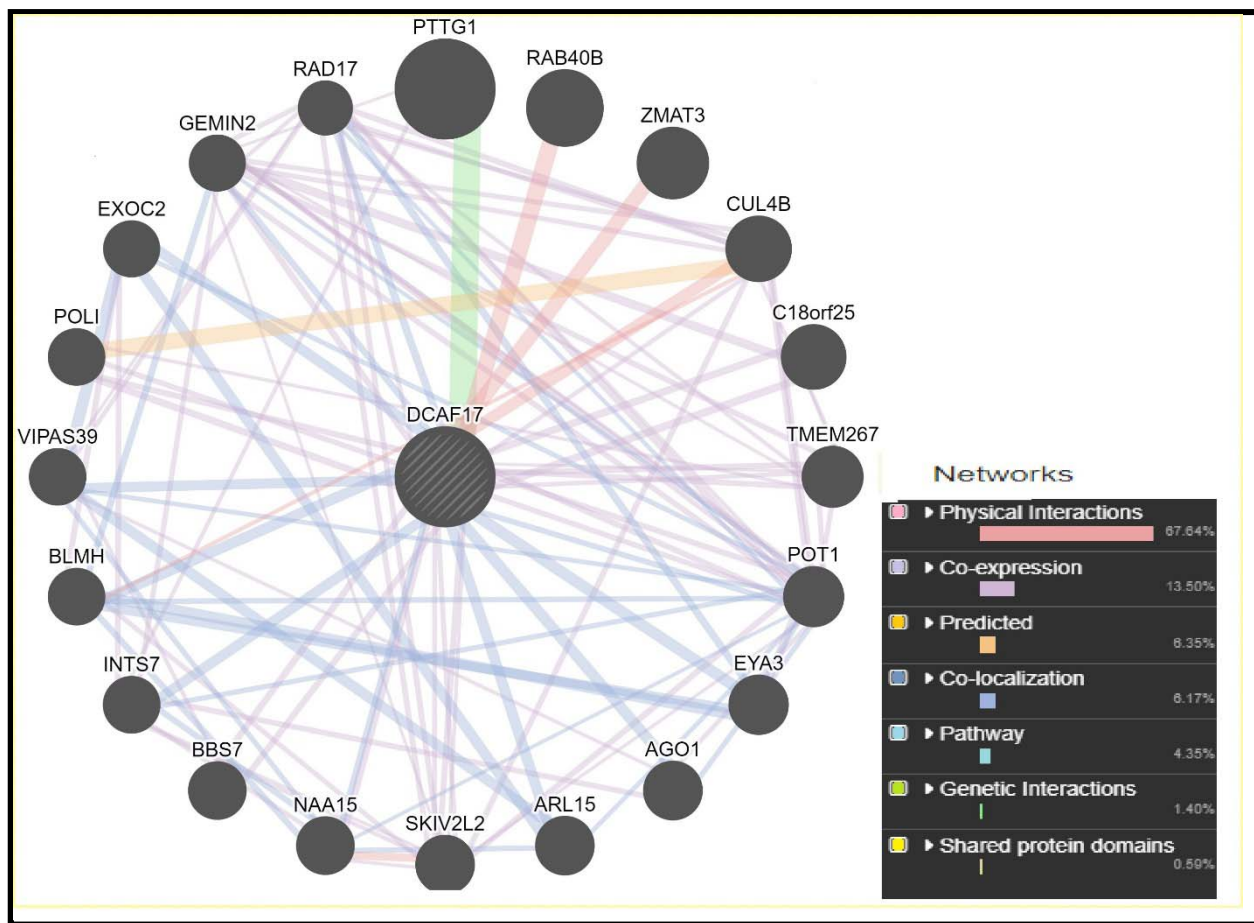 PTTG1
RAB40B
RAD17
ZMAT3
GEMIN2
CUL4B
EXOC2
C18orf25
POLI
DCAF17
VIPAS39
TMEM267
BLMH
POT1
INTS7
EYA3
BBS7
AGO1
NAA15
ARL15
SKIV2L2
Networks
Physical Interactions
67.64%
Co-expression
13.50%
Predicted
6.35%
Co-localization
6.17%
Pathway
4.35%
Genetic Interactions
1.40%
Shared protein domains
0.59%